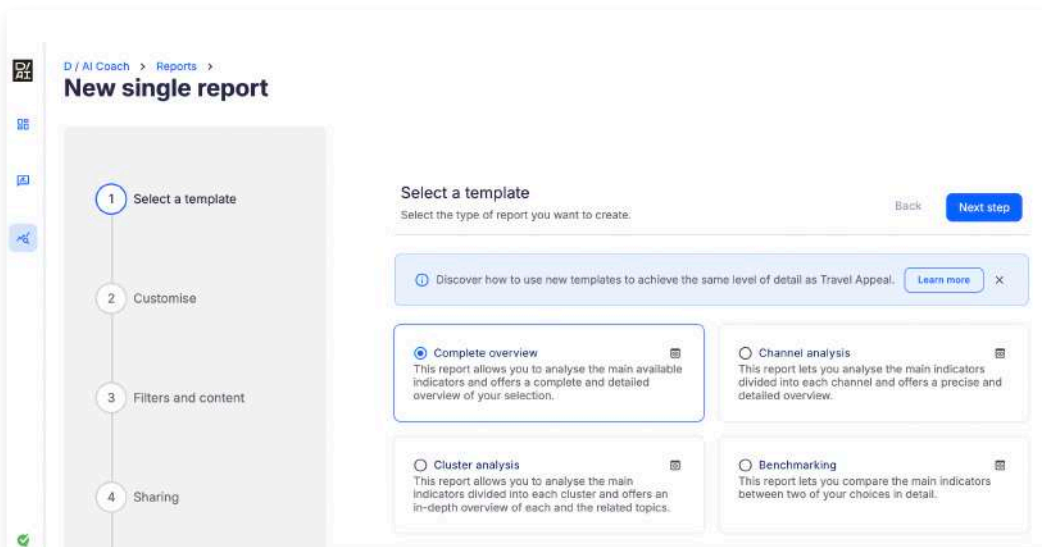 D/
AI
D / AI Coach > Reports >
New single report
1 Select a template
2 Customise
3 Filters and content
4 Sharing
Select a template
Select the type of report you want to create.
Back
Next step
Discover how to use new templates to achieve the same level of detail as Travel Appeal.
Learn more
Complete overview
This report allows you to analyse the main available
indicators and offers a complete and detailed
overview of your selection.
Channel analysis
This report lets you analyse the main indicators
divided into each channel and offers a precise and
detailed overview.
Cluster analysis
This report allows you to analyse the main
indicators divided into each cluster and offers an
in-depth overview of each and the related topics.
Benchmarking
This report lets you compare the main indicators
between two of your choices in detail.